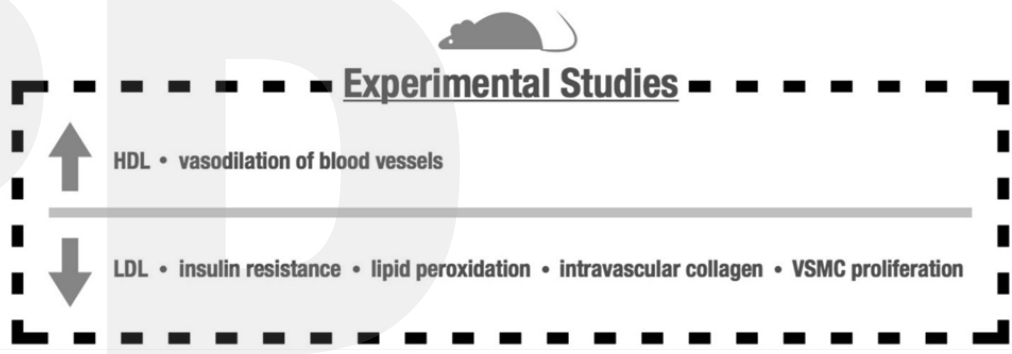 Experimental Studies
HDL • vasodilation of blood vessels
LDL • insulin resistance • lipid peroxidation • intravascular collagen • VSMC proliferation